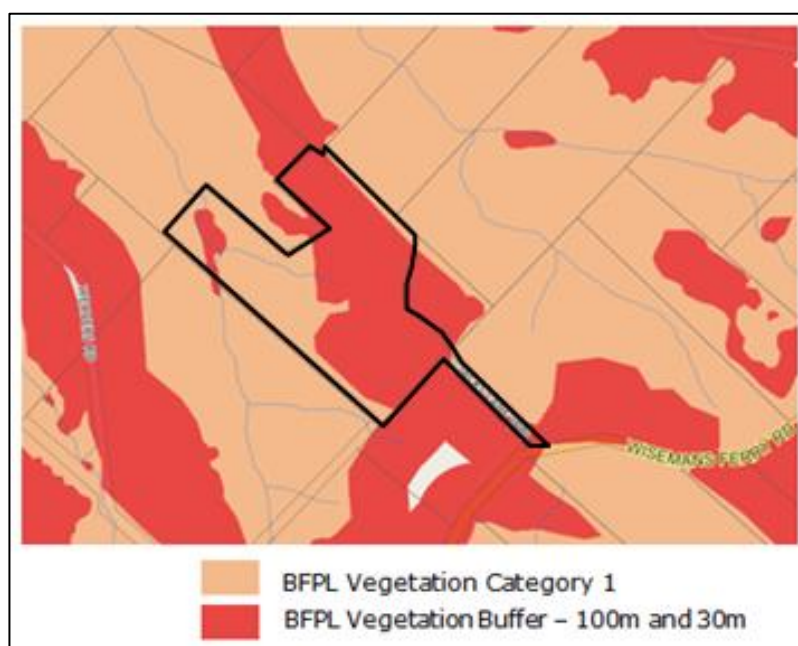 WISEMANS FERRY RD
BFPL Vegetation Category 1
BFPL Vegetation Buffer – 100m and 30m